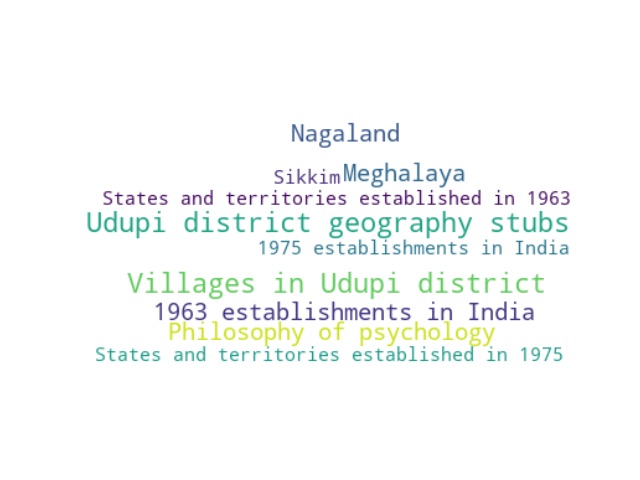 Nagaland
Sikkim Meghalaya
States and territories established in 1963
Udupi district geography stubs
1975 establishments in India
Villages in Udupi district
1963 establishments in India
Philosophy of psychology
States and territories established in 1975